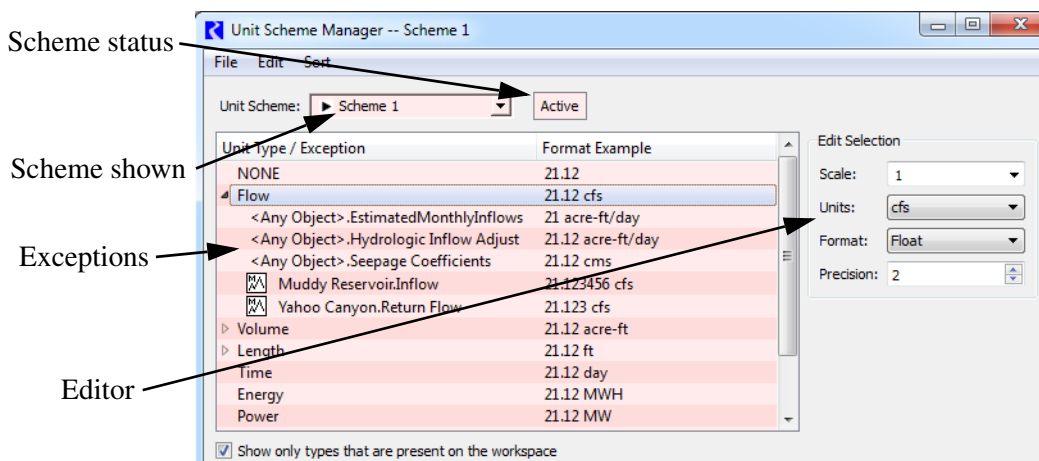 Unit Scheme Manager -- Scheme 1
Scheme status
File Edit Sort
Unit Scheme: Scheme 1 Active
Scheme shown
Unit Type / Exception Format Example
NONE 21.12
Flow 21.12 cfs
<Any Object>.EstimatedMonthlyInflows 21 acre-ft/day
<Any Object>.Hydrologic Inflow Adjust 21.12 acre-ft/day
<Any Object>.Seepage Coefficients 21.12 cms
Muddy Reservoir.Inflow 21.123456 cfs
Yahoo Canyon.Return Flow 21.123 cfs
Volume 21.12 acre-ft
Length 21.12 ft
Time 21.12 day
Energy 21.12 MWH
Power 21.12 MW
Exceptions
Editor
Edit Selection
Scale: 1
Units: cfs
Format: Float
Precision: 2
Show only types that are present on the workspace